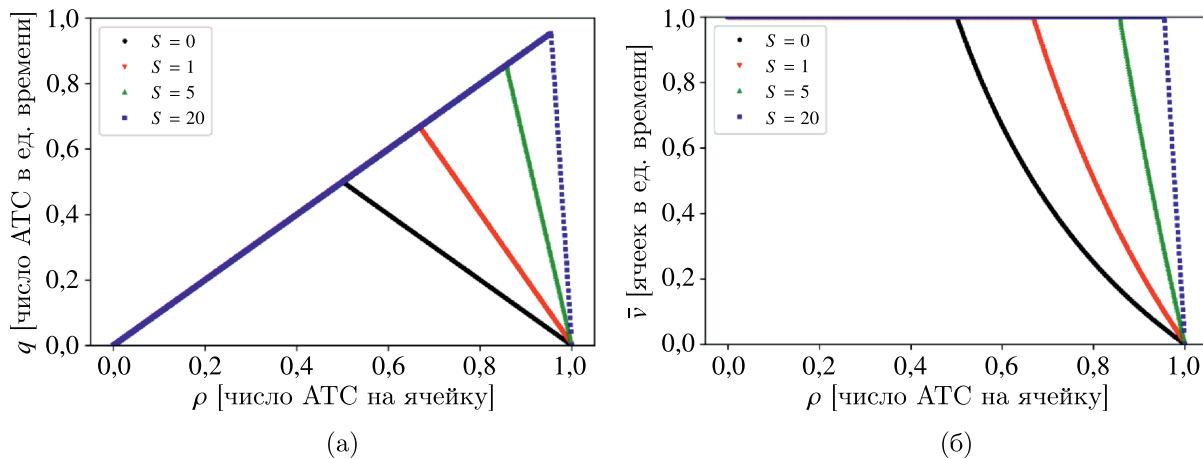 q [число АТС в ед. времени]
1,0
0,8
0,6
0,4
0,2
0,0
S = 0
S = 1
S = 5
S = 20
0,0 0,2 0,4 0,6 0,8 1,0
ρ [число АТС на ячейку]
(а)
v̄ [ячеек в ед. времени]
1,0
0,8
0,6
0,4
0,2
0,0
S = 0
S = 1
S = 5
S = 20
0,0 0,2 0,4 0,6 0,8 1,0
ρ [число АТС на ячейку]
(б)